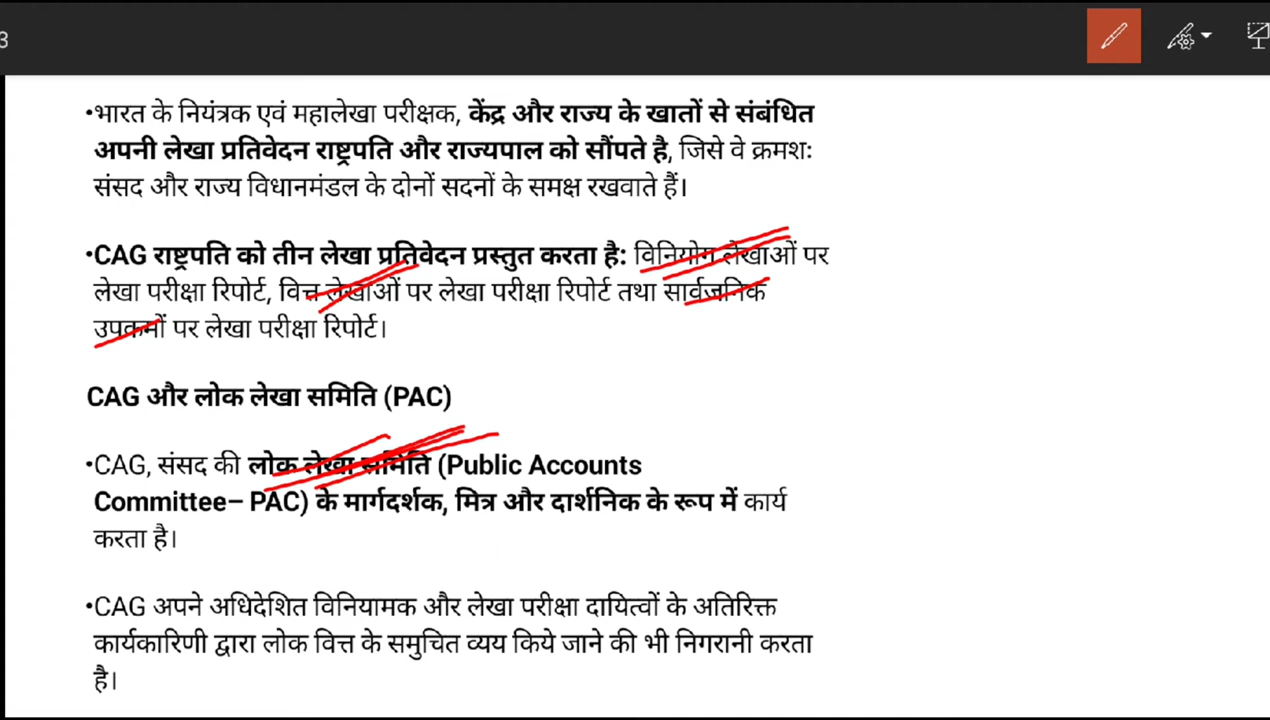 3
•भारत के नियंत्रक एवं महालेखा परीक्षक, केंद्र और राज्य के खातों से संबंधित
अपनी लेखा प्रतिवेदन राष्ट्रपति और राज्यपाल को सौंपते है, जिसे वे क्रमशः
संसद और राज्य विधानमंडल के दोनों सदनों के समक्ष रखवाते हैं।
•CAG राष्ट्रपति को तीन लेखा प्रतिवेदन प्रस्तुत करता है: विनियोग लेखाओं पर
लेखा परीक्षा रिपोर्ट, वित्त लेखाओं पर लेखा परीक्षा रिपोर्ट तथा सार्वजनिक
उपक्रमों पर लेखा परीक्षा रिपोर्ट।
CAG और लोक लेखा समिति (PAC)
•CAG, संसद की लोक लेखा समिति (Public Accounts
Committee– PAC) के मार्गदर्शक, मित्र और दार्शनिक के रूप में कार्य
करता है।
•CAG अपने अधिदेशित विनियामक और लेखा परीक्षा दायित्वों के अतिरिक्त
कार्यकारिणी द्वारा लोक वित्त के समुचित व्यय किये जाने की भी निगरानी करता
है।